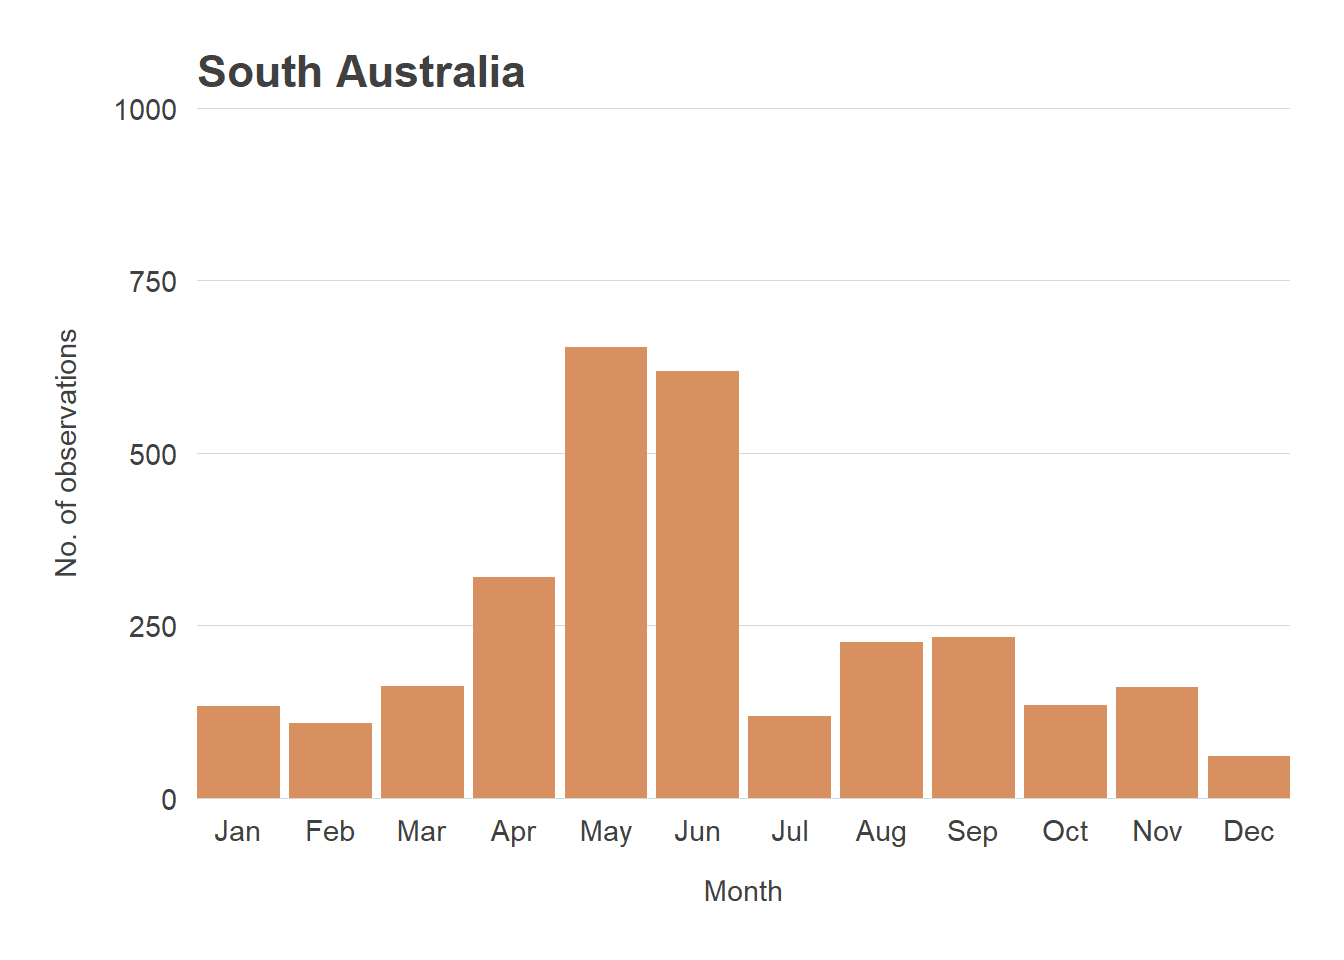 South Australia
1000
750
500
250
0
No. of observations
Jan Feb Mar Apr May Jun Jul Aug Sep Oct Nov Dec
Month